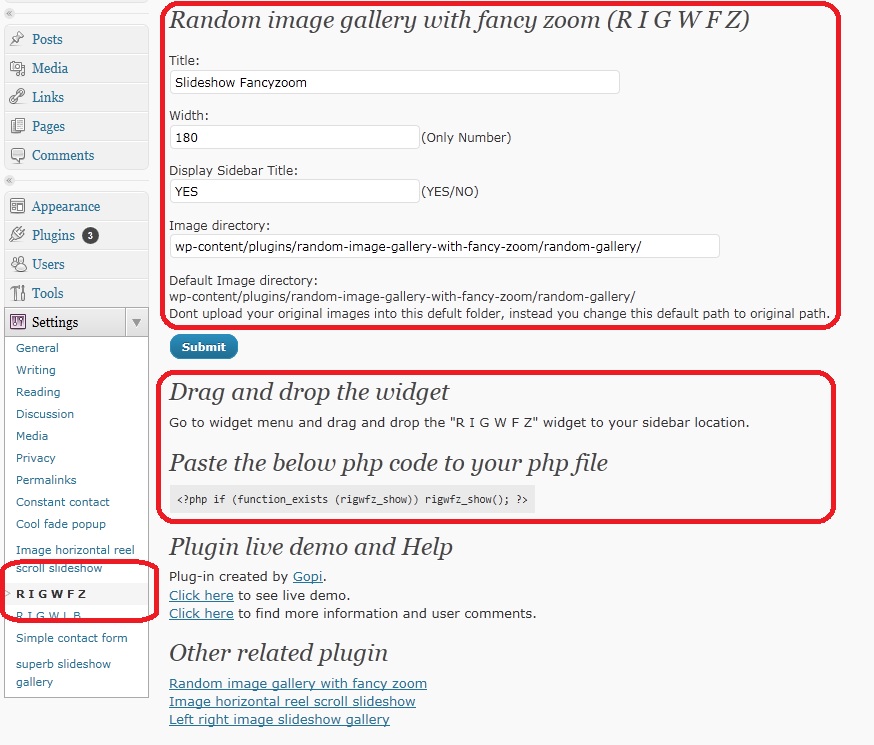 Posts
Media
Links
Pages
Comments
Appearance
Plugins 3
Users
Tools
Settings
General
Writing
Reading
Discussion
Media
Privacy
Permalinks
Constant contact
Cool fade popup
Image horizontal reel
scroll slideshow
R I G W F Z
R I G W L B
Simple contact form
superb slideshow
gallery
Random image gallery with fancy zoom (R I G W F Z)
Title:
Slideshow Fancyzoom
Width:
180 (Only Number)
Display Sidebar Title:
YES (YES/NO)
Image directory:
wp-content/plugins/random-image-gallery-with-fancy-zoom/random-gallery/
Default Image directory:
wp-content/plugins/random-image-gallery-with-fancy-zoom/random-gallery/
Dont upload your original images into this defult folder, instead you change this default path to original path.
Submit
Drag and drop the widget
Go to widget menu and drag and drop the "R I G W F Z" widget to your sidebar location.
Paste the below php code to your php file
<?php if (function_exists (rigwfz_show)) rigwfz_show(); ?>
Plugin live demo and Help
Plug-in created by Gopi.
Click here to see live demo.
Click here to find more information and user comments.
Other related plugin
Random image gallery with fancy zoom
Image horizontal reel scroll slideshow
Left right image slideshow gallery